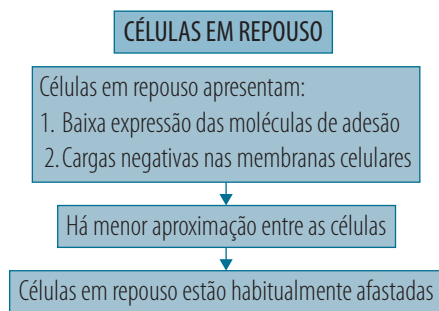 CÉLULAS EM REPOUSO
Células em repouso apresentam:
1. Baixa expressão das moléculas de adesão
2. Cargas negativas nas membranas celulares
Há menor aproximação entre as células
Células em repouso estão habitualmente afastadas